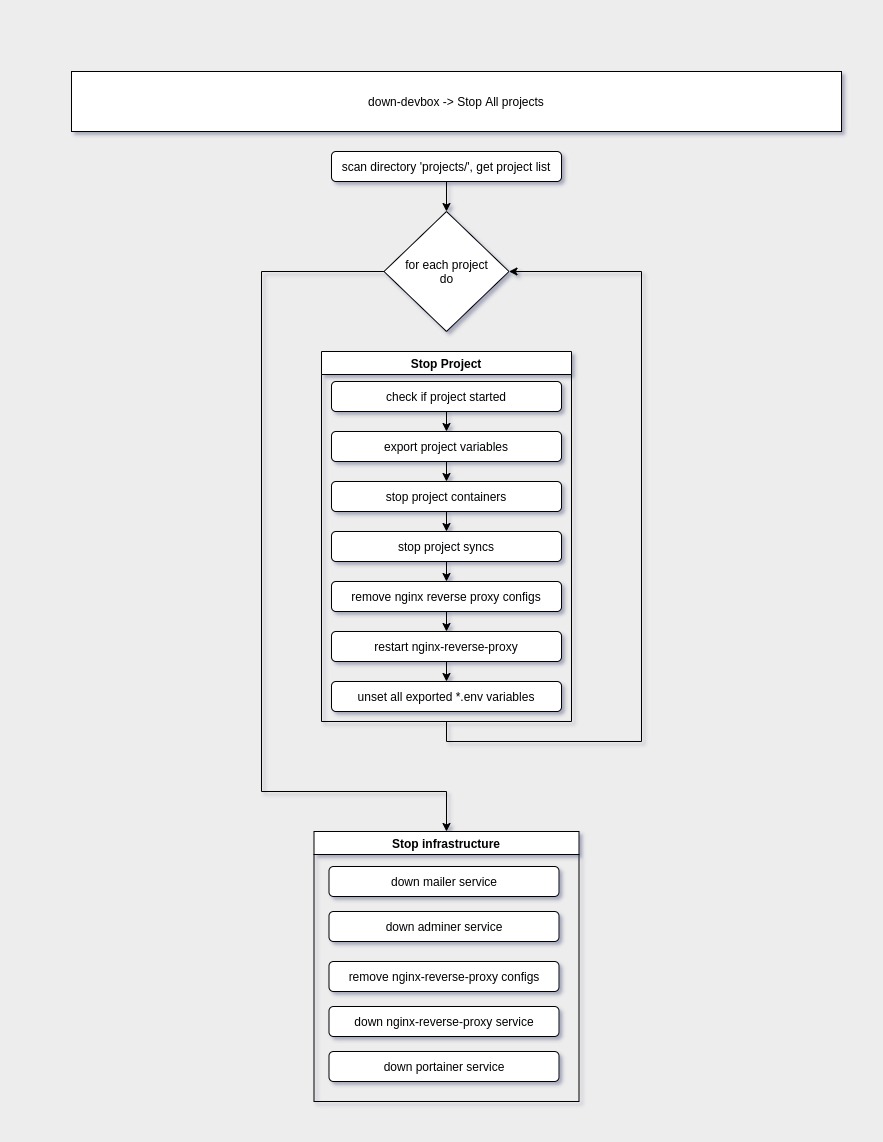 down-devbox -> Stop All projects
scan directory 'projects/', get project list
for each project
do
Stop Project
check if project started
export project variables
stop project containers
stop project syncs
remove nginx reverse proxy configs
restart nginx-reverse-proxy
unset all exported *.env variables
Stop infrastructure
down mailer service
down adminer service
remove nginx-reverse-proxy configs
down nginx-reverse-proxy service
down portainer service